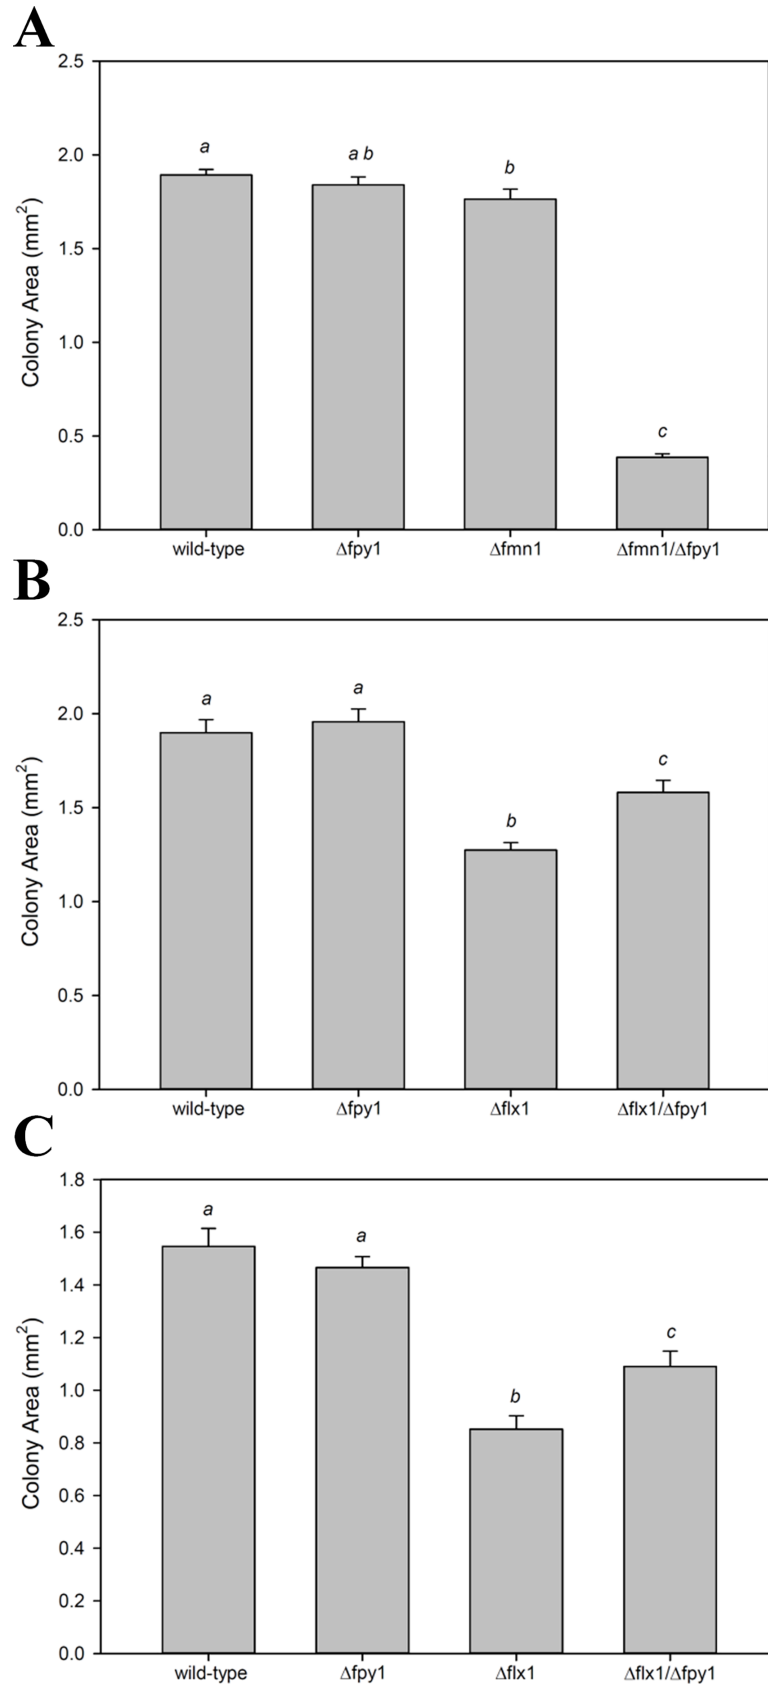 A
2.5
a
a b
b
2.0
1.5
Colony Area (mm²)
1.0
c
0.5
0.0
wild-type Δfpy1 Δfmn1 Δfmn1/Δfpy1
B
2.5
a
a
2.0
c
b
1.5
Colony Area (mm²)
1.0
0.5
0.0
wild-type Δfpy1 Δflx1 Δflx1/Δfpy1
C
1.8
a
1.6
a
1.4
c
1.2
b
1.0
Colony Area (mm²)
0.8
0.6
0.4
0.2
0.0
wild-type Δfpy1 Δflx1 Δflx1/Δfpy1